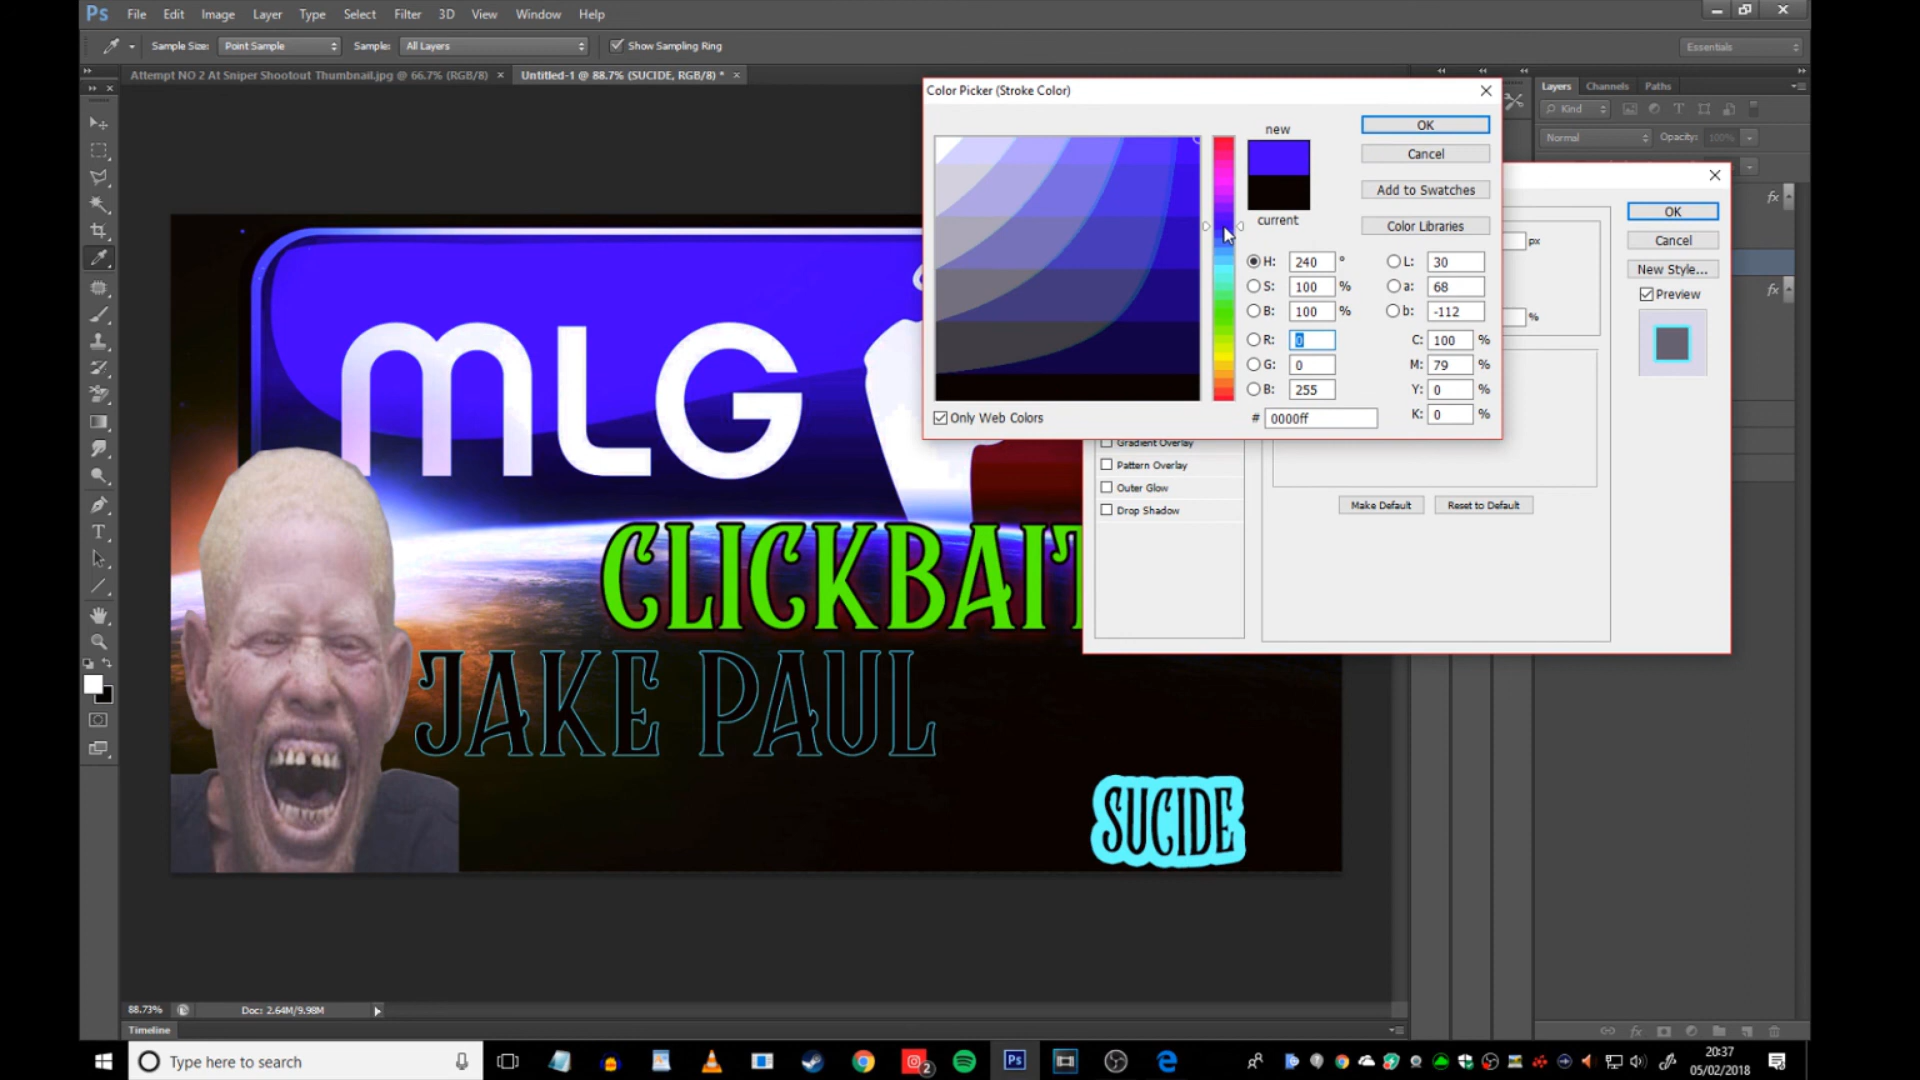 Ps File Edit Image Layer Type Select Filter 3D View Window Help
Sample Size: Point Sample Sample: All Layers Show Sampling Ring Essentials
Attempt NO 2 At Sniper Shootout Thumbnail.jpg @ 66.7% (RGB/8) × Untitled-1 @ 88.7% (SUCIDE, RGB/8) * ×
Color Picker (Stroke Color)
new
current
OK
Cancel
Add to Swatches
Color Libraries
H: 240 °
S: 100 %
B: 100 %
R: 0
G: 0
B: 255
# 0000ff
L: 30
a: 68
b: -112
C: 100 %
M: 79 %
Y: 0 %
K: 0 %
Only Web Colors
Layers Channels Paths
Kind
Normal Opacity: 100%
fx
px
%
OK
Cancel
New Style...
Preview
fx
Gradient Overlay
Pattern Overlay
Outer Glow
Drop Shadow
Make Default Reset to Default
MLG
CLICKBAIT
JAKE PAUL
SUCIDE
88.73% Doc: 2.64M/9.98M
Timeline
Type here to search
2
Ps
20:37
05/02/2018